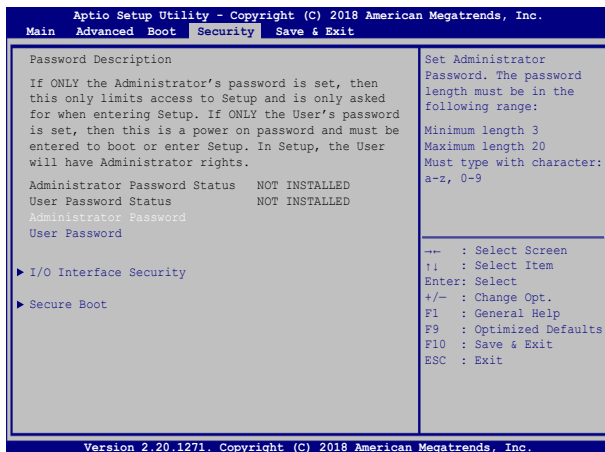 Aptio Setup Utility - Copyright (C) 2018 American Megatrends, Inc.
Main Advanced Boot Security Save & Exit
Password Description
If ONLY the Administrator's password is set, then
this only limits access to Setup and is only asked
for when entering Setup. If ONLY the User's password
is set, then this is a power on password and must be
entered to boot or enter Setup. In Setup, the User
will have Administrator rights.
Administrator Password Status NOT INSTALLED
User Password Status NOT INSTALLED
Administrator Password
User Password
I/O Interface Security
Secure Boot
Set Administrator
Password. The password
length must be in the
following range:
Minimum length 3
Maximum length 20
Must type with character:
a-z, 0-9
→← : Select Screen
↑↓ : Select Item
Enter: Select
+/— : Change Opt.
F1 : General Help
F9 : Optimized Defaults
F10 : Save & Exit
ESC : Exit
Version 2.20.1271. Copyright (C) 2018 American Megatrends, Inc.